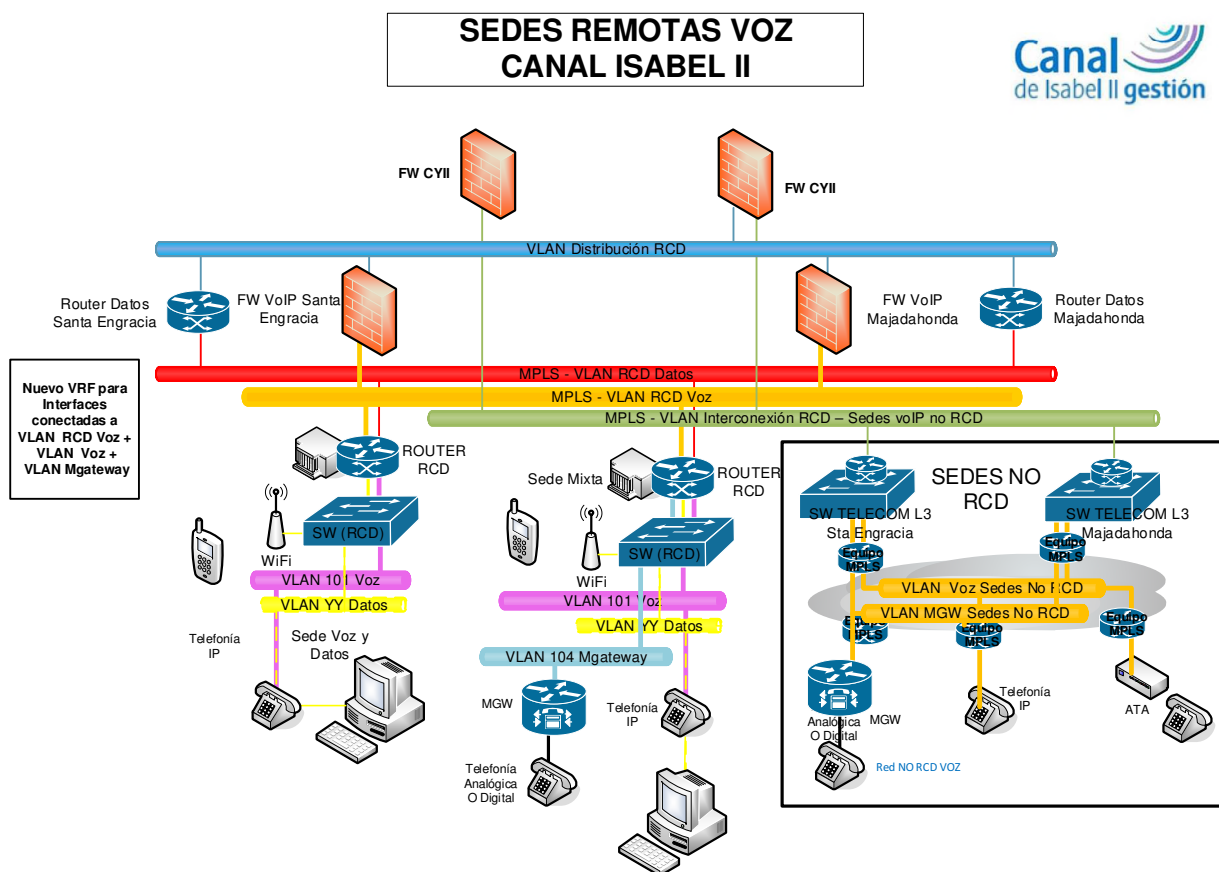 SEDES REMOTAS VOZ
CANAL ISABEL II
Canal
de Isabel II gestión
FW CYII
FW CYII
VLAN Distribución RCD
Router Datos
Santa Engracia
FW VoIP Santa
Engracia
FW VoIP
Majadahonda
Router Datos
Majadahonda
Nuevo VRF para
Interfaces
conectadas a
VLAN RCD Voz +
VLAN Voz +
VLAN Mgateway
MPLS - VLAN RCD Datos
MPLS - VLAN RCD Voz
MPLS - VLAN Interconexión RCD – Sedes voIP no RCD
ROUTER
RCD
Sede Mixta
ROUTER
RCD
SEDES NO
RCD
SW TELECOM L3
Sta Engracia
SW TELECOM L3
Majadahonda
WiFi
SW (RCD)
WiFi
SW (RCD)
Equipo
MPLS
Equipo
MPLS
VLAN 101 Voz
VLAN YY Datos
VLAN 101 Voz
VLAN YY Datos
VLAN Voz Sedes No RCD
VLAN MGW Sedes No RCD
Equipo
MPLS
Equipo
MPLS
Equipo
MPLS
Telefonía
IP
Sede Voz y
Datos
VLAN 104 Mgateway
MGW
Telefonía
IP
Telefonía
Analógica
O Digital
Analógica
O Digital
MGW
Telefonía
IP
ATA
Red NO RCD VOZ